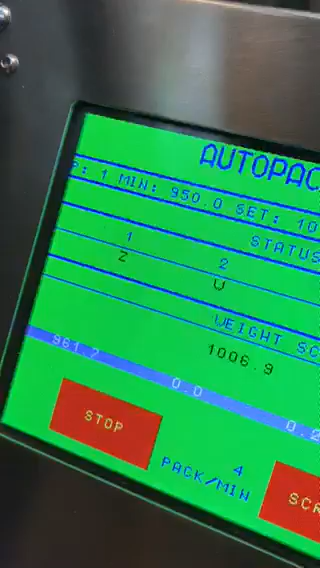 AUTOPAC
P: 1 MIN: 950.0 SET: 10
STATUS
1 2
Z W
WEIGHT SC
1006.9
981.2 0.0 0.2
STOP
4
PACK/MIN
SCR